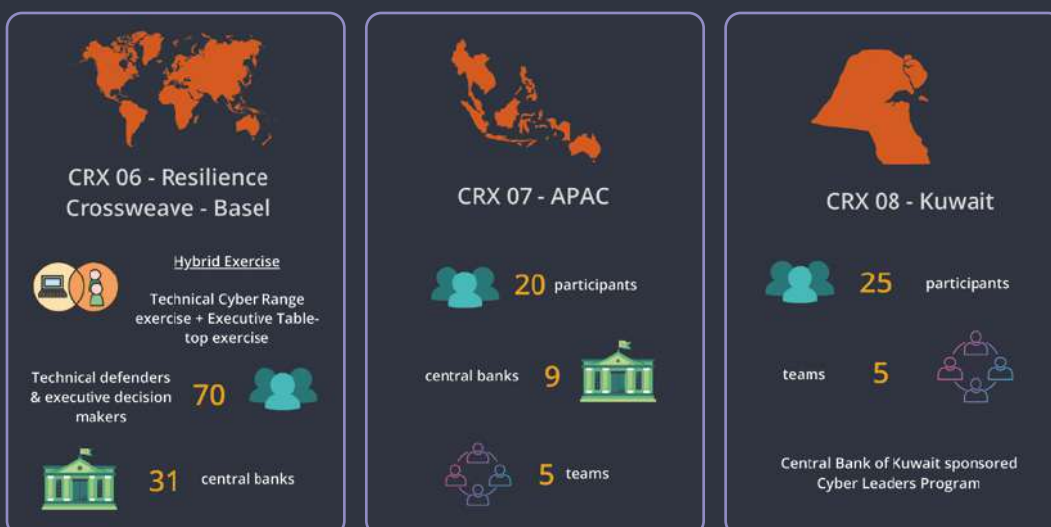 CRX 06 - Resilience
Crossweave - Basel
Hybrid Exercise
Technical Cyber Range
exercise + Executive Table-
top exercise
Technical defenders
& executive decision
makers
70
31 central banks
CRX 07 - APAC
20 participants
central banks 9
5 teams
CRX 08 - Kuwait
25 participants
teams 5
Central Bank of Kuwait sponsored
Cyber Leaders Program